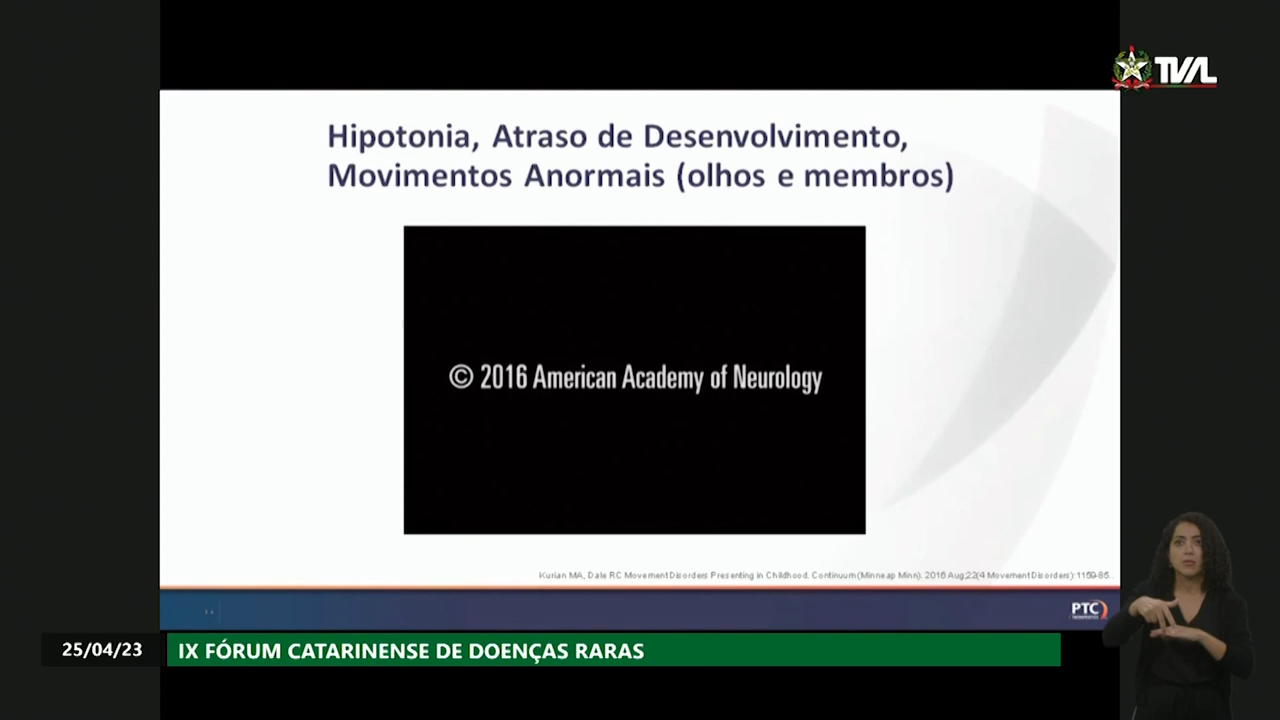 TVAL
Hipotonia, Atraso de Desenvolvimento,
Movimentos Anormais (olhos e membros)
© 2016 American Academy of Neurology
Kurian MA, Dale RC Movement Disorders Presenting in Childhood. Continuum (Minneap Minn). 2016 Aug;22(4 Movement Disorders):1159-85.
PTC
25/04/23
IX FÓRUM CATARINENSE DE DOENÇAS RARAS